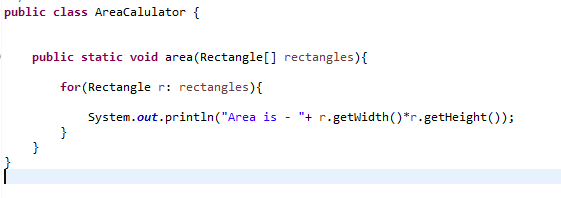 public class AreaCalulator {
public static void area(Rectangle[] rectangles){
for(Rectangle r: rectangles){
System.out.println("Area is - "+ r.getWidth()*r.getHeight());
}
}
}